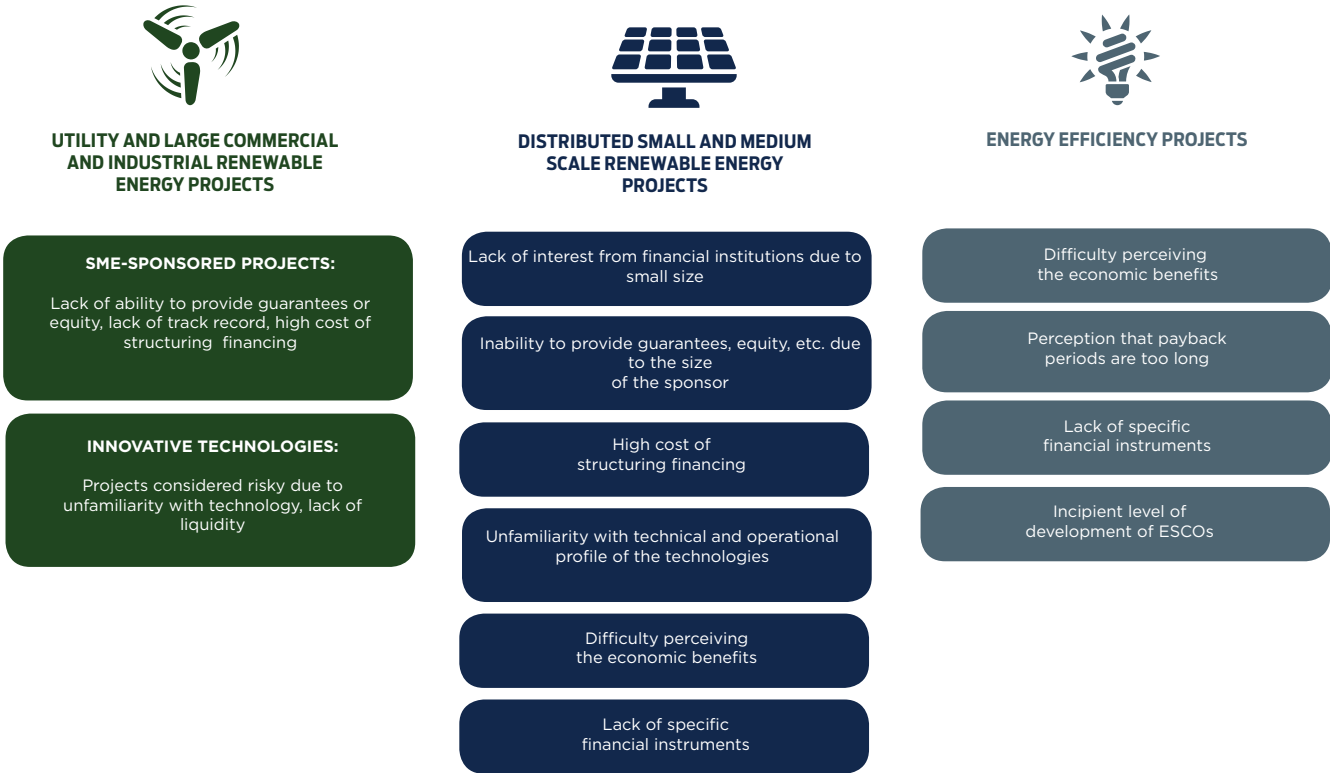 UTILITY AND LARGE COMMERCIAL
AND INDUSTRIAL RENEWABLE
ENERGY PROJECTS
SME-SPONSORED PROJECTS:
Lack of ability to provide guarantees or
equity, lack of track record, high cost of
structuring financing
INNOVATIVE TECHNOLOGIES:
Projects considered risky due to
unfamiliarity with technology, lack of
liquidity
DISTRIBUTED SMALL AND MEDIUM
SCALE RENEWABLE ENERGY
PROJECTS
Lack of interest from financial institutions due to
small size
Inability to provide guarantees, equity, etc. due
to the size
of the sponsor
High cost of
structuring financing
Unfamiliarity with technical and operational
profile of the technologies
Difficulty perceiving
the economic benefits
Lack of specific
financial instruments
ENERGY EFFICIENCY PROJECTS
Difficulty perceiving
the economic benefits
Perception that payback
periods are too long
Lack of specific
financial instruments
Incipient level of
development of ESCOs